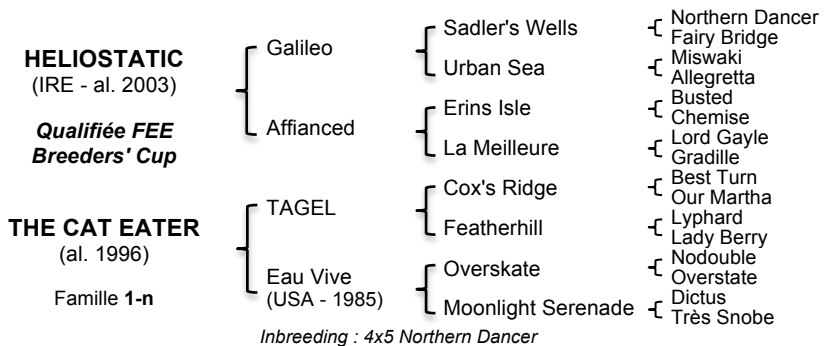 HELIOSTATIC
(IRE - al. 2003)
Qualifiée FEE
Breeders' Cup
THE CAT EATER
(al. 1996)
Famille 1-n
Galileo
Affianced
TAGEL
Eau Vive
(USA - 1985)
Sadler's Wells
Urban Sea
Erins Isle
La Meilleure
Cox's Ridge
Featherhill
Overskate
Moonlight Serenade
Northern Dancer
Fairy Bridge
Miswaki
Allegretta
Busted
Chemise
Lord Gayle
Gradille
Best Turn
Our Martha
Lyphard
Lady Berry
Nodouble
Overstate
Dictus
Très Snobe
Inbreeding : 4x5 Northern Dancer